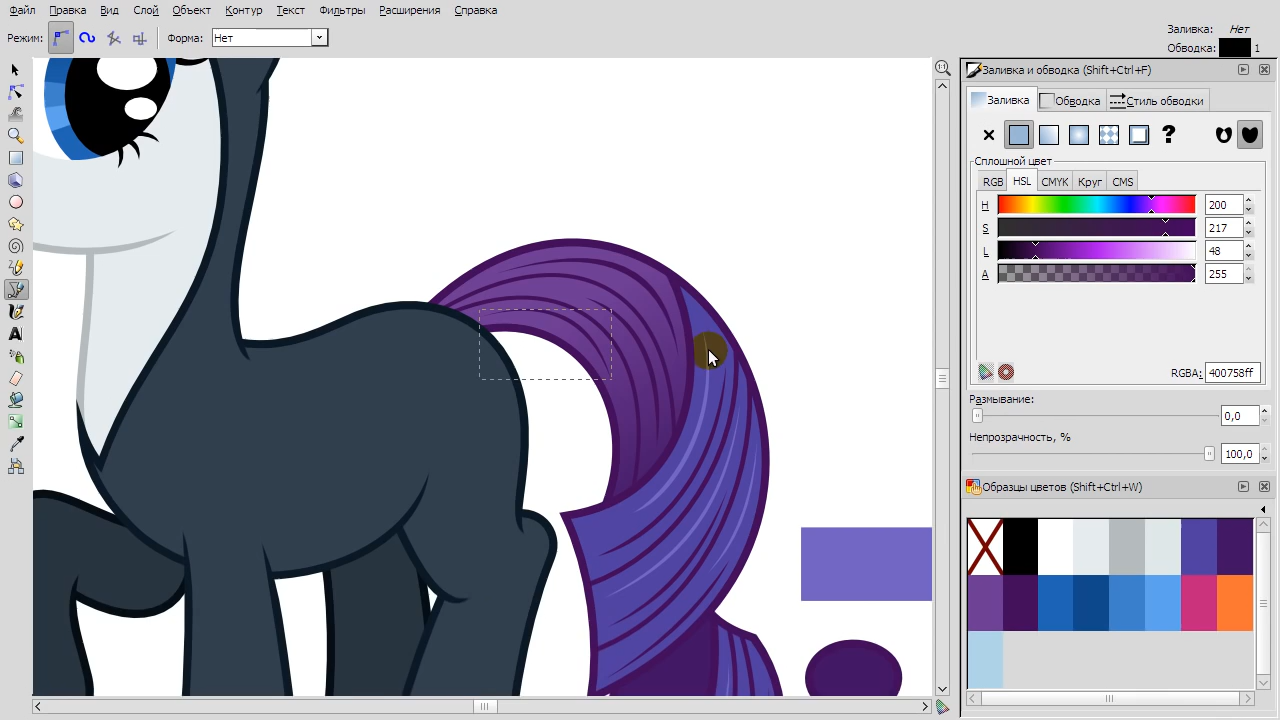 Файл Правка Вид Слой Объект Контур Текст Фильтры Расширения Справка
Режим: Форма: Нет
Заливка: Нет
Обводка: 1
Заливка и обводка (Shift+Ctrl+F)
Заливка Обводка Стиль обводки
?
Сплошной цвет
RGB HSL CMYK Круг CMS
H 200
S 217
L 48
A 255
RGBA: 400758ff
Размывание:
0,0
Непрозрачность, %
100,0
Образцы цветов (Shift+Ctrl+W)